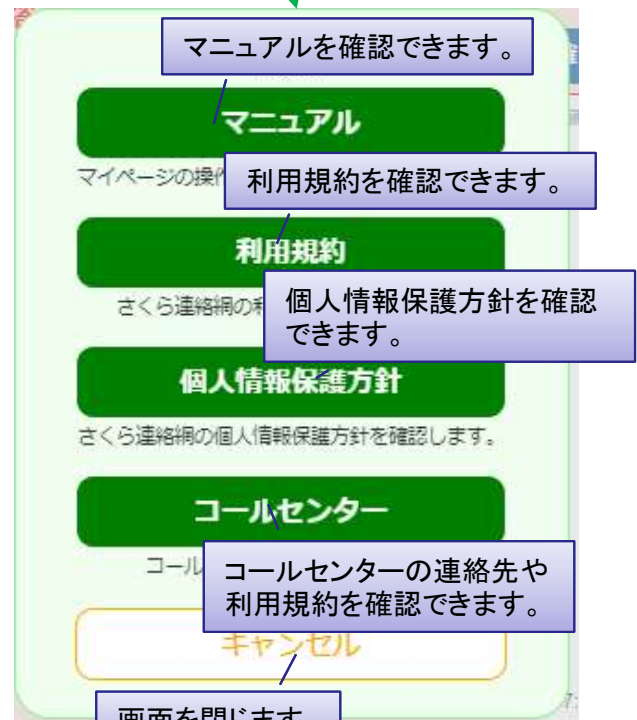 マニュアルを確認できます。
マニュアル
マイページの操作
利用規約を確認できます。
利用規約
さくら連絡網の利
個人情報保護方針を確認
できます。
個人情報保護方針
さくら連絡網の個人情報保護方針を確認します。
コールセンター
コール
コールセンターの連絡先や
利用規約を確認できます。
キャンセル
画面を閉じます